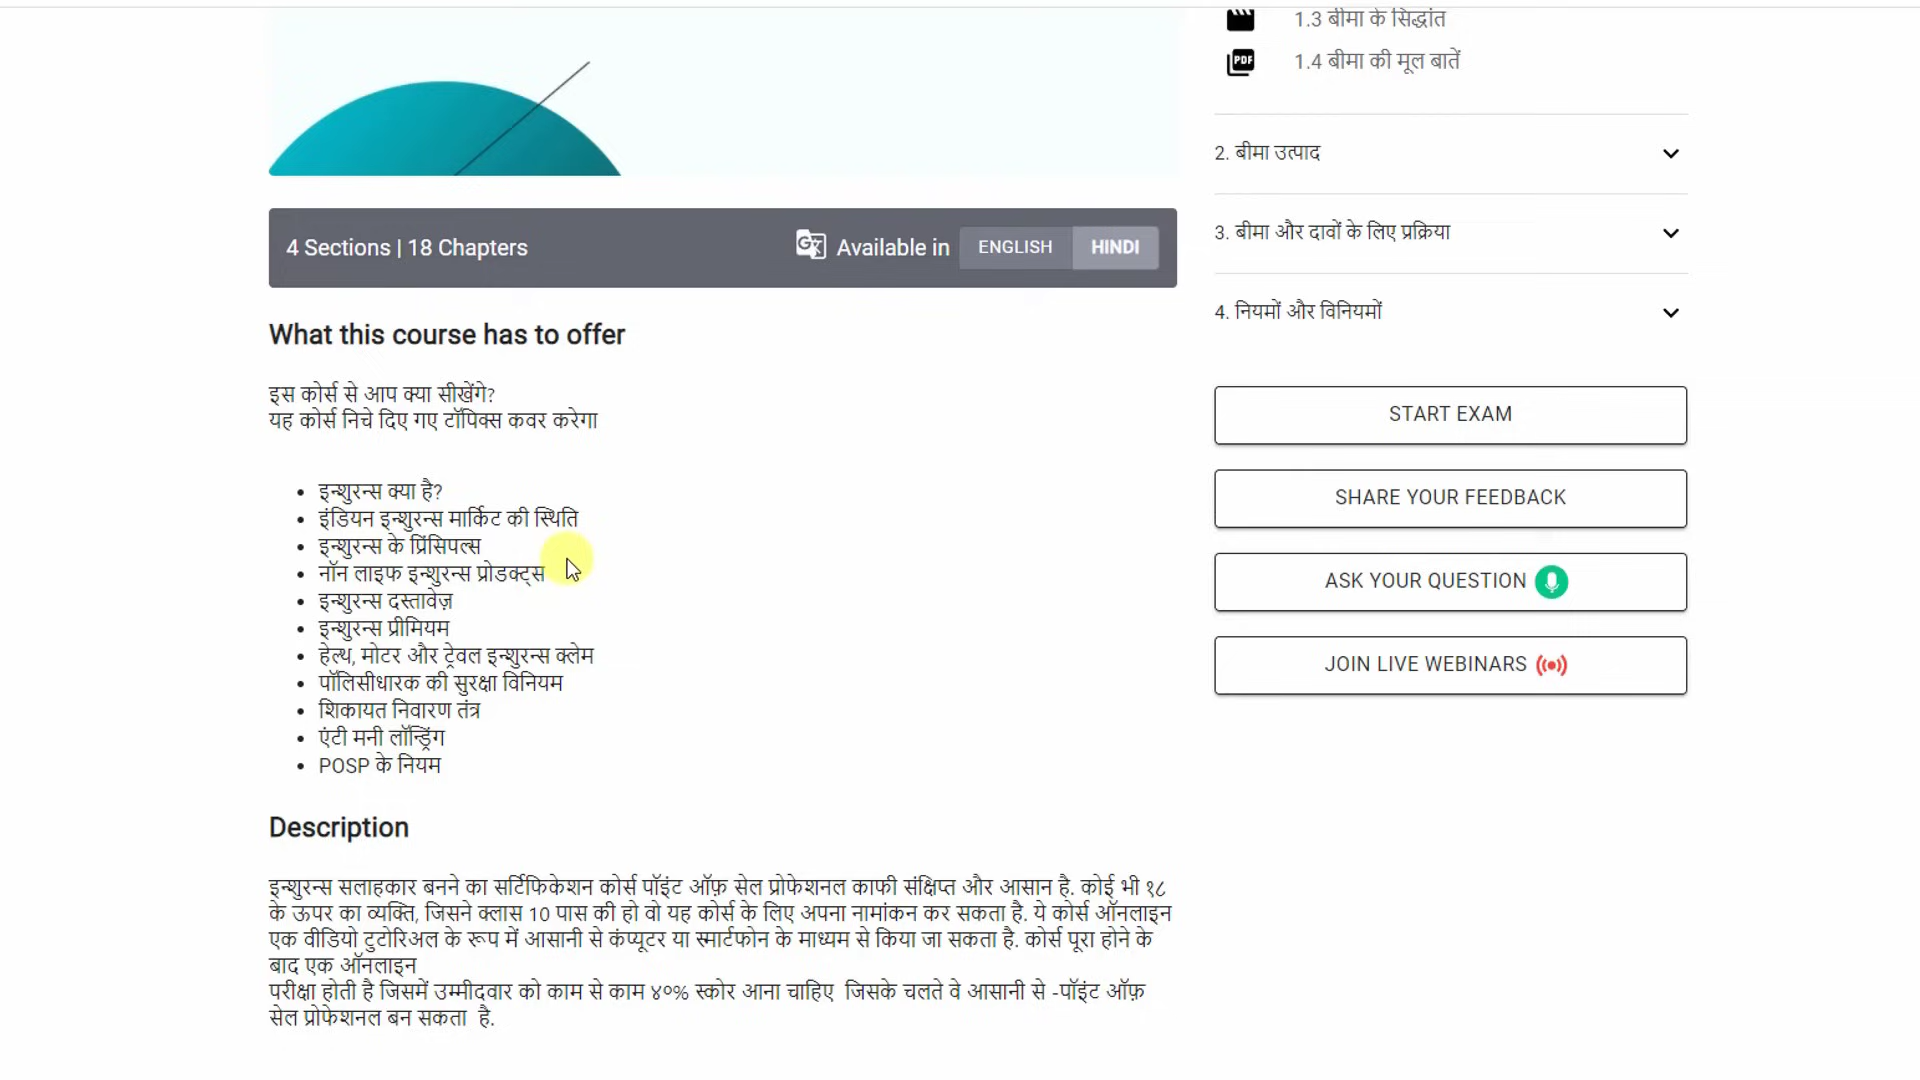 1.3 बीमा के सिद्धांत
PDF
1.4 बीमा की मूल बातें
2. बीमा उत्पाद
3. बीमा और दावों के लिए प्रक्रिया
4. नियमों और विनियमों
START EXAM
SHARE YOUR FEEDBACK
ASK YOUR QUESTION
JOIN LIVE WEBINARS
4 Sections | 18 Chapters
Available in ENGLISH HINDI
What this course has to offer
इस कोर्स से आप क्या सीखेंगे?
यह कोर्स निचे दिए गए टॉपिक्स कवर करेगा
• इन्शुरन्स क्या है?
• इंडियन इन्शुरन्स मार्किट की स्थिति
• इन्शुरन्स के प्रिंसिपल्स
• नॉन लाइफ इन्शुरन्स प्रोडक्ट्स
• इन्शुरन्स दस्तावेज़
• इन्शुरन्स प्रीमियम
• हेल्थ, मोटर और ट्रेवल इन्शुरन्स क्लेम
• पॉलिसीधारक की सुरक्षा विनियम
• शिकायत निवारण तंत्र
• एंटी मनी लॉन्ड्रिंग
• POSP के नियम
Description
इन्शुरन्स सलाहकार बनने का सर्टिफिकेशन कोर्स पॉइंट ऑफ़ सेल प्रोफेशनल काफी संक्षिप्त और आसान है. कोई भी १८
के ऊपर का व्यक्ति, जिसने क्लास 10 पास की हो वो यह कोर्स के लिए अपना नामांकन कर सकता है. ये कोर्स ऑनलाइन
एक वीडियो टुटोरिअल के रूप में आसानी से कंप्यूटर या स्मार्टफोन के माध्यम से किया जा सकता है. कोर्स पूरा होने के
बाद एक ऑनलाइन
परीक्षा होती है जिसमें उम्मीदवार को काम से काम ४०% स्कोर आना चाहिए जिसके चलते वे आसानी से -पॉइंट ऑफ़
सेल प्रोफेशनल बन सकता है.